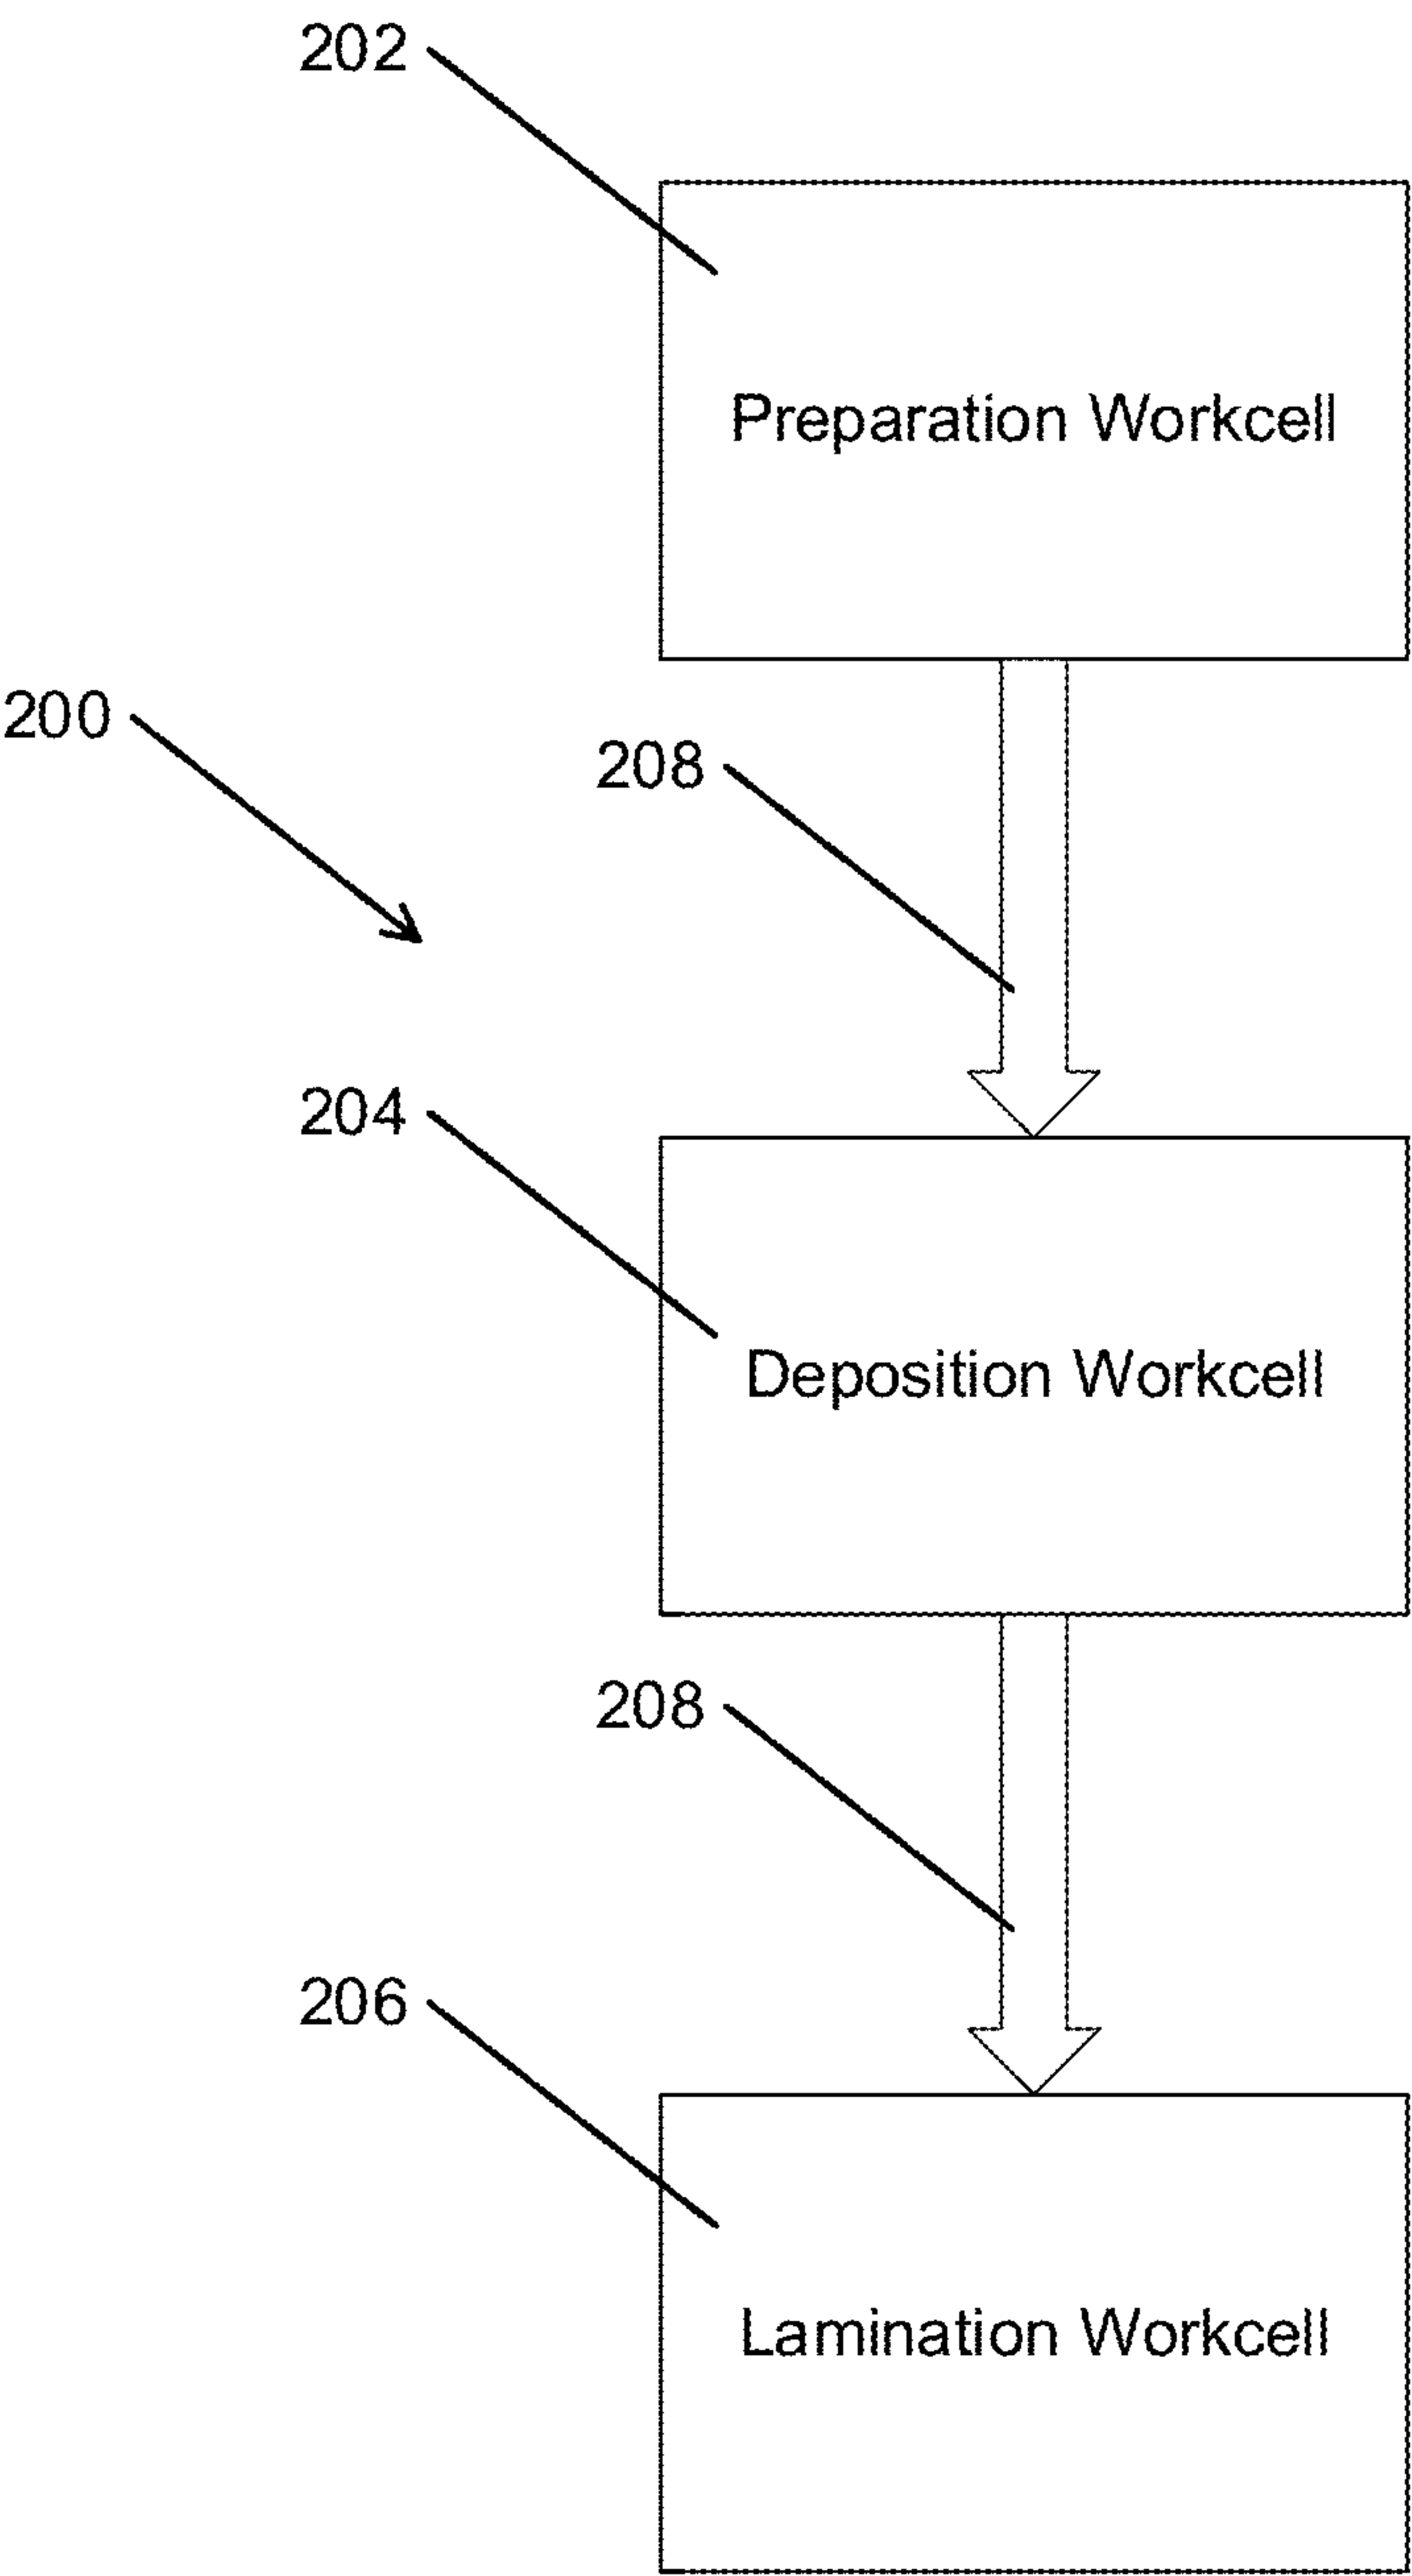 202
Preparation Workcell
200
208
204
Deposition Workcell
208
206
Lamination Workcell